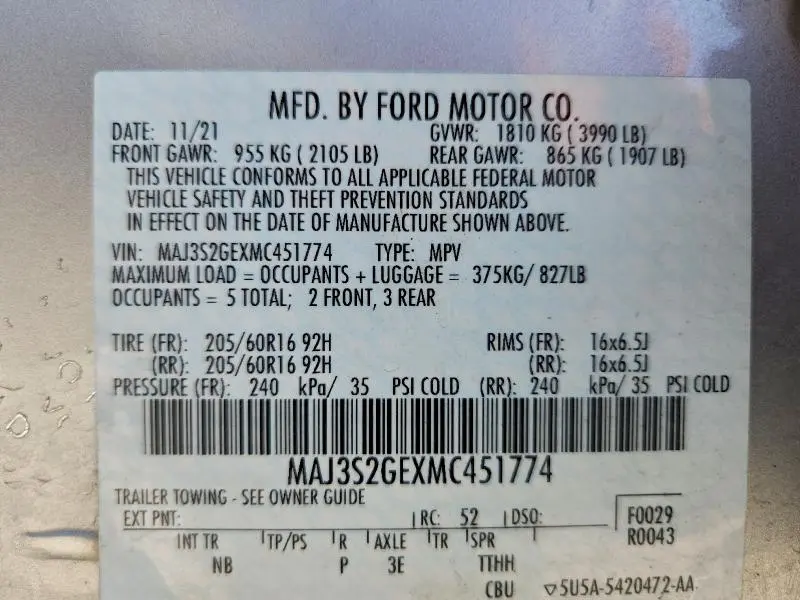 MFD. BY FORD MOTOR CO.
DATE: 11/21 GVWR: 1810 KG ( 3990 LB)
FRONT GAWR: 955 KG ( 2105 LB) REAR GAWR: 865 KG ( 1907 LB)
THIS VEHICLE CONFORMS TO ALL APPLICABLE FEDERAL MOTOR
VEHICLE SAFETY AND THEFT PREVENTION STANDARDS
IN EFFECT ON THE DATE OF MANUFACTURE SHOWN ABOVE.
VIN: MAJ3S2GEXMC451774 TYPE: MPV
MAXIMUM LOAD = OCCUPANTS + LUGGAGE = 375KG/ 827LB
OCCUPANTS = 5 TOTAL; 2 FRONT, 3 REAR
TIRE (FR): 205/60R16 92H RIMS (FR): 16x6.5J
(RR): 205/60R16 92H (RR): 16x6.5J
PRESSURE (FR): 240 kPa/ 35 PSI COLD (RR): 240 kPa/ 35 PSI COLD
MAJ3S2GEXMC451774
TRAILER TOWING - SEE OWNER GUIDE
EXT PNT: RC: 52 DSO: F0029
R0043
INT TR TP/PS R AXLE TR SPR
NB P 3E TTHH
CBU 5U5A-5420472-AA